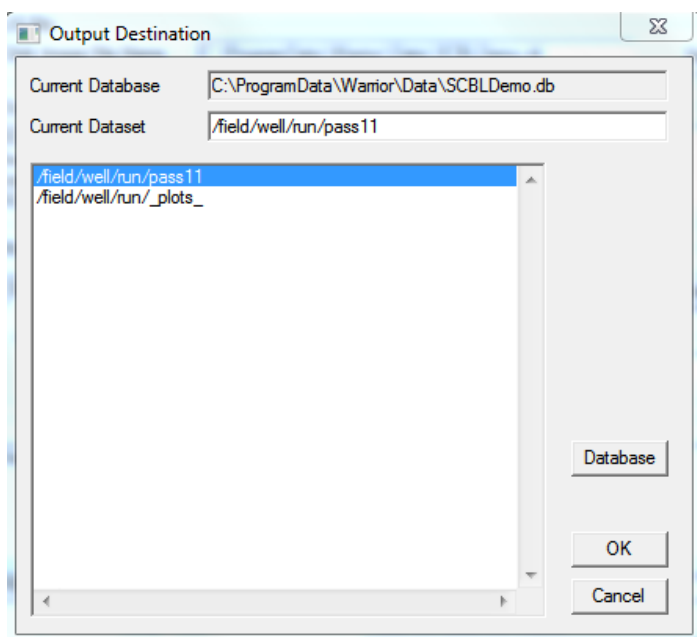 Output Destination
Current Database C:\ProgramData\Warrior\Data\SCBLDemo.db
Current Dataset /field/well/run/pass11
/field/well/run/pass11
/field/well/run/_plots_
Database
OK
Cancel